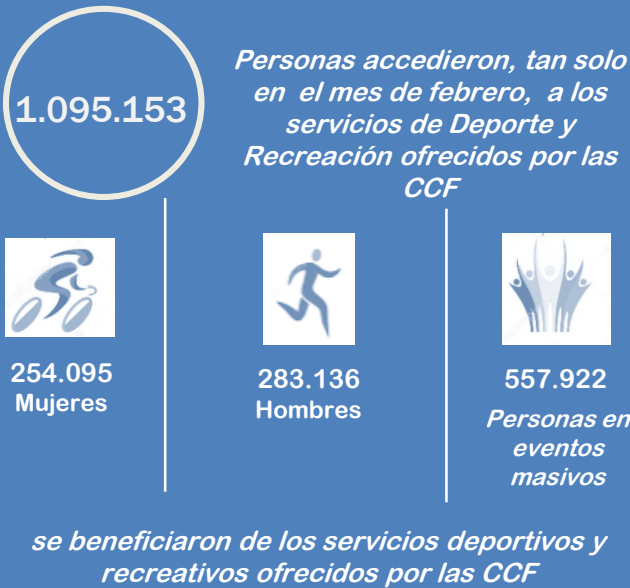 1.095.153
Personas accedieron, tan solo
en el mes de febrero, a los
servicios de Deporte y
Recreación ofrecidos por las
CCF
254.095
Mujeres
283.136
Hombres
557.922
Personas en
eventos
masivos
se beneficiaron de los servicios deportivos y
recreativos ofrecidos por las CCF